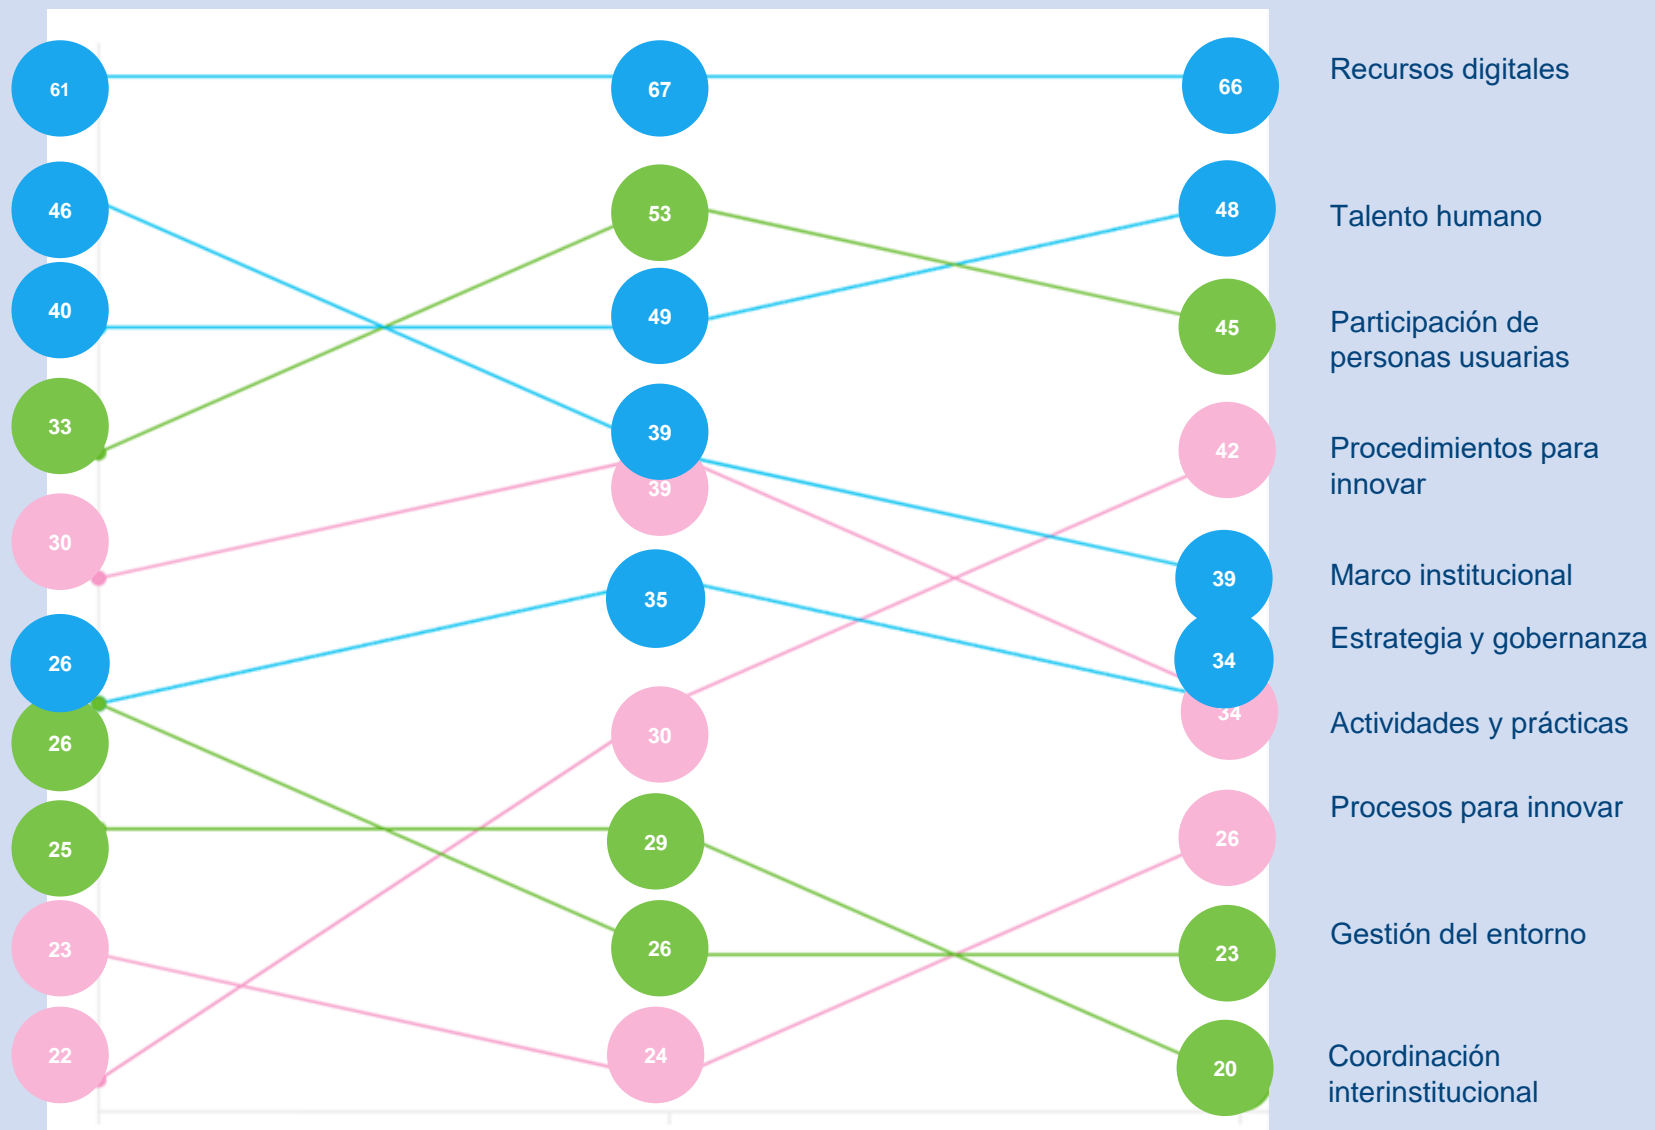 61
67
66
Recursos digitales
46
53
48
Talento humano
40
49
45
Participación de
personas usuarias
33
39
42
Procedimientos para
innovar
30
39
39
Marco institucional
26
35
34
Estrategia y gobernanza
26
30
34
Actividades y prácticas
25
29
26
Procesos para innovar
23
26
23
Gestión del entorno
22
24
20
Coordinación
interinstitucional